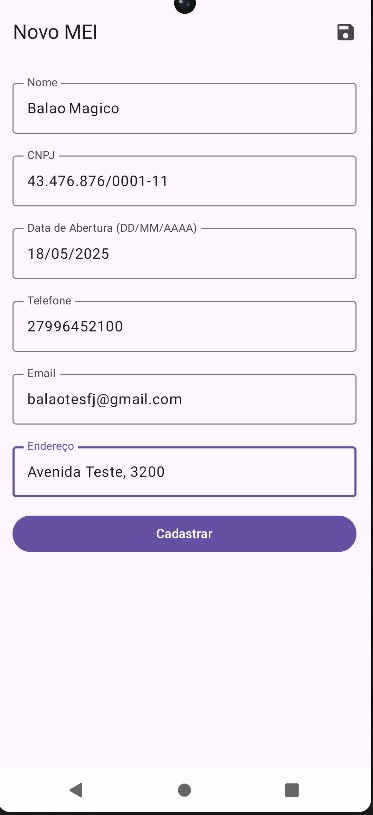 Novo MEI
Nome
Balao Magico
CNPJ
43.476.876/0001-11
Data de Abertura (DD/MM/AAAA)
18/05/2025
Telefone
27996452100
Email
balaotesfj@gmail.com
Endereço
Avenida Teste, 3200
Cadastrar